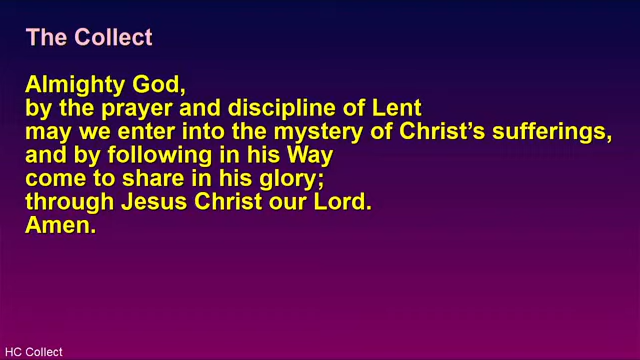 The Collect
Almighty God,
by the prayer and discipline of Lent
may we enter into the mystery of Christ's sufferings,
and by following in his Way
come to share in his glory;
through Jesus Christ our Lord.
Amen.
HC Collect